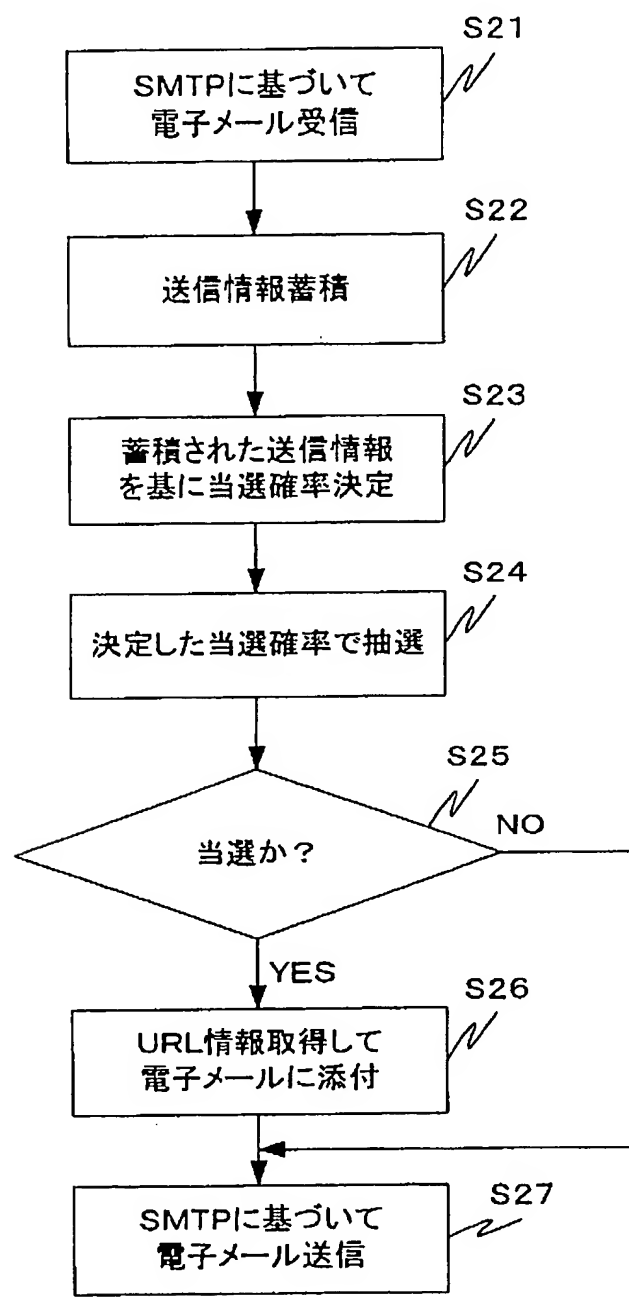 S21
SMTPに基づいて
電子メール受信
S22
送信情報蓄積
S23
蓄積された送信情報
を基に当選確率決定
S24
決定した当選確率で抽選
S25
当選か？
NO
YES
S26
URL情報取得して
電子メールに添付
S27
SMTPに基づいて
電子メール送信